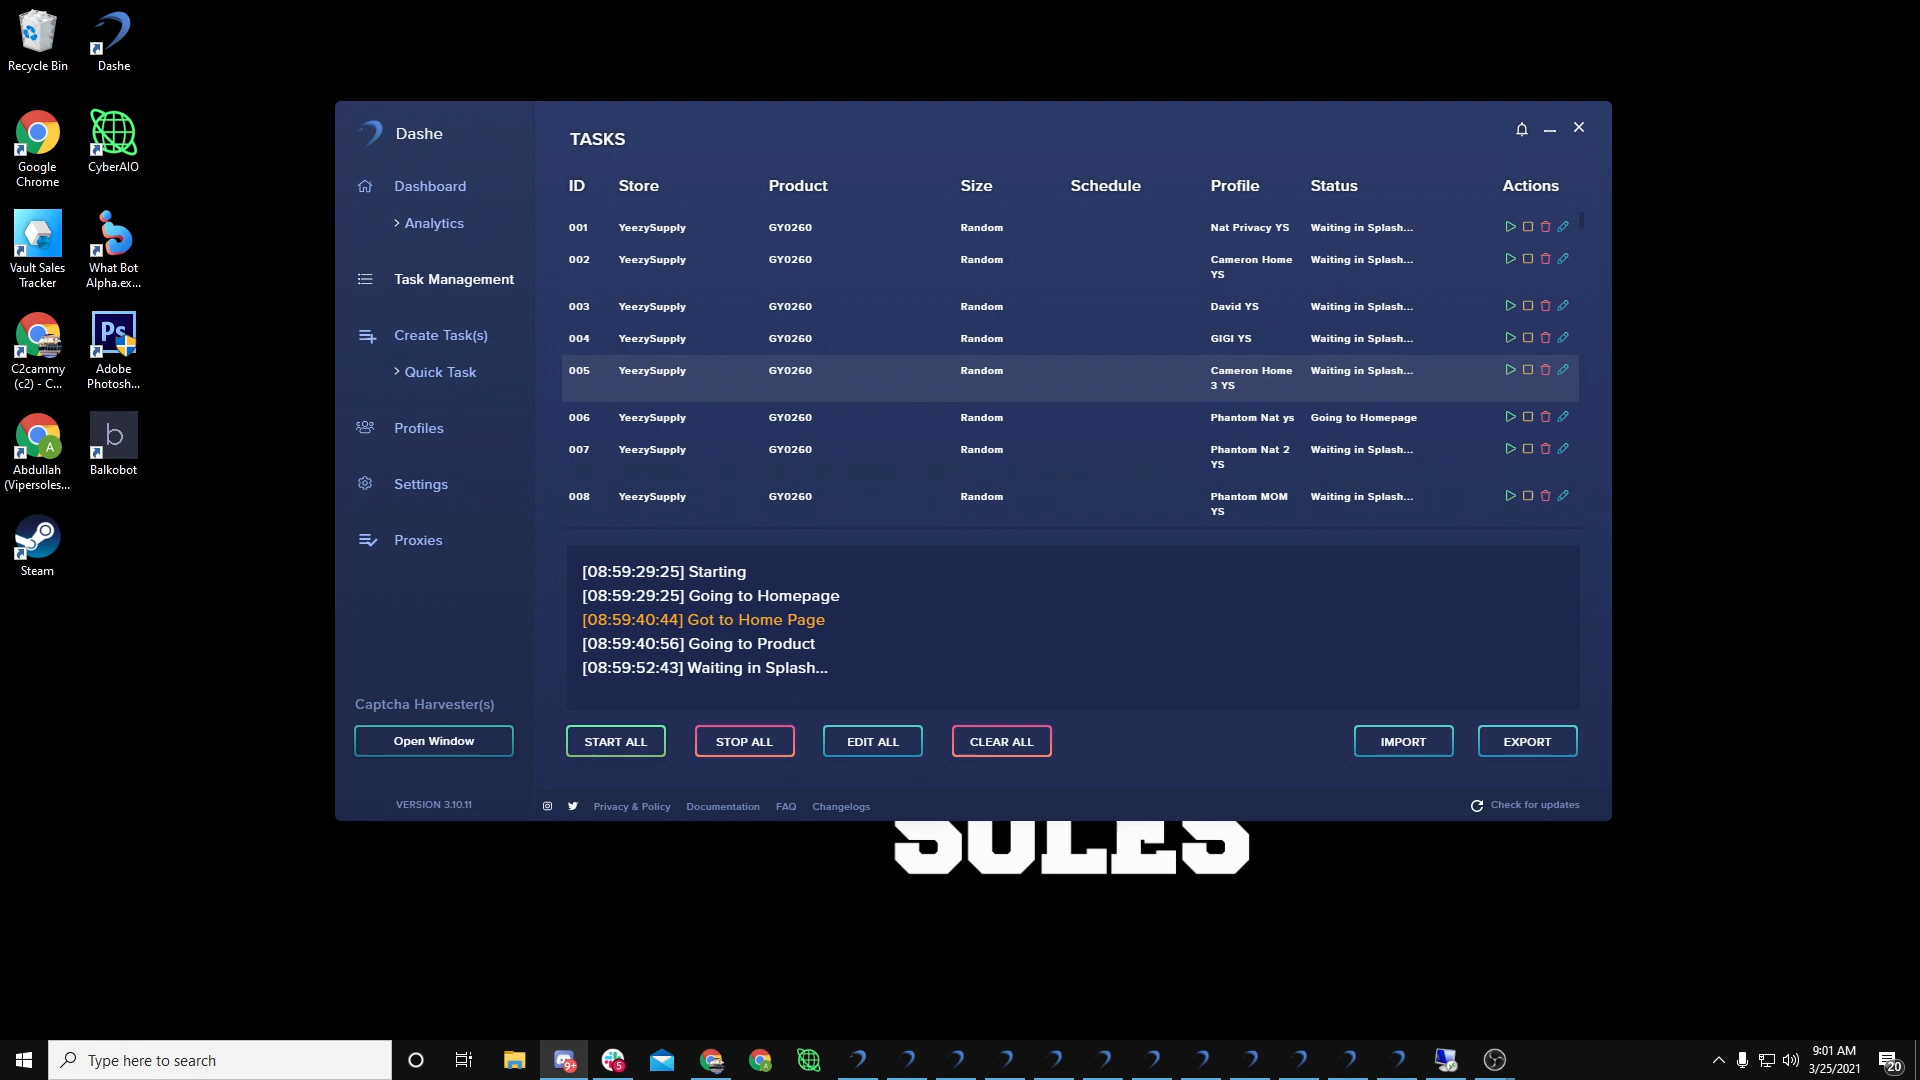 Recycle Bin
Dashe
Google
Chrome
CyberAIO
Vault Sales
Tracker
What Bot
Alpha.ex...
C2cammy
(c2) - C...
Ps
Adobe
Photosh...
A
Abdullah
(Vipersoles...
b
Balkobot
Steam
Dashe
Dashboard
> Analytics
Task Management
Create Task(s)
> Quick Task
Profiles
Settings
Proxies
Captcha Harvester(s)
Open Window
VERSION 3.10.11
TASKS
ID Store Product Size Schedule Profile Status Actions
001 YeezySupply GY0260 Random Nat Privacy YS Waiting in Splash...
002 YeezySupply GY0260 Random Cameron Home Waiting in Splash...
YS
003 YeezySupply GY0260 Random David YS Waiting in Splash...
004 YeezySupply GY0260 Random GIGI YS Waiting in Splash...
005 YeezySupply GY0260 Random Cameron Home Waiting in Splash...
3 YS
006 YeezySupply GY0260 Random Phantom Nat ys Going to Homepage
007 YeezySupply GY0260 Random Phantom Nat 2 Waiting in Splash...
YS
008 YeezySupply GY0260 Random Phantom MOM Waiting in Splash...
YS
[08:59:29:25] Starting
[08:59:29:25] Going to Homepage
[08:59:40:44] Got to Home Page
[08:59:40:56] Going to Product
[08:59:52:43] Waiting in Splash...
START ALL STOP ALL EDIT ALL CLEAR ALL IMPORT EXPORT
Privacy & Policy Documentation FAQ Changelogs Check for updates
SOLES
Type here to search
9+
5
A
9:01 AM
3/25/2021
20